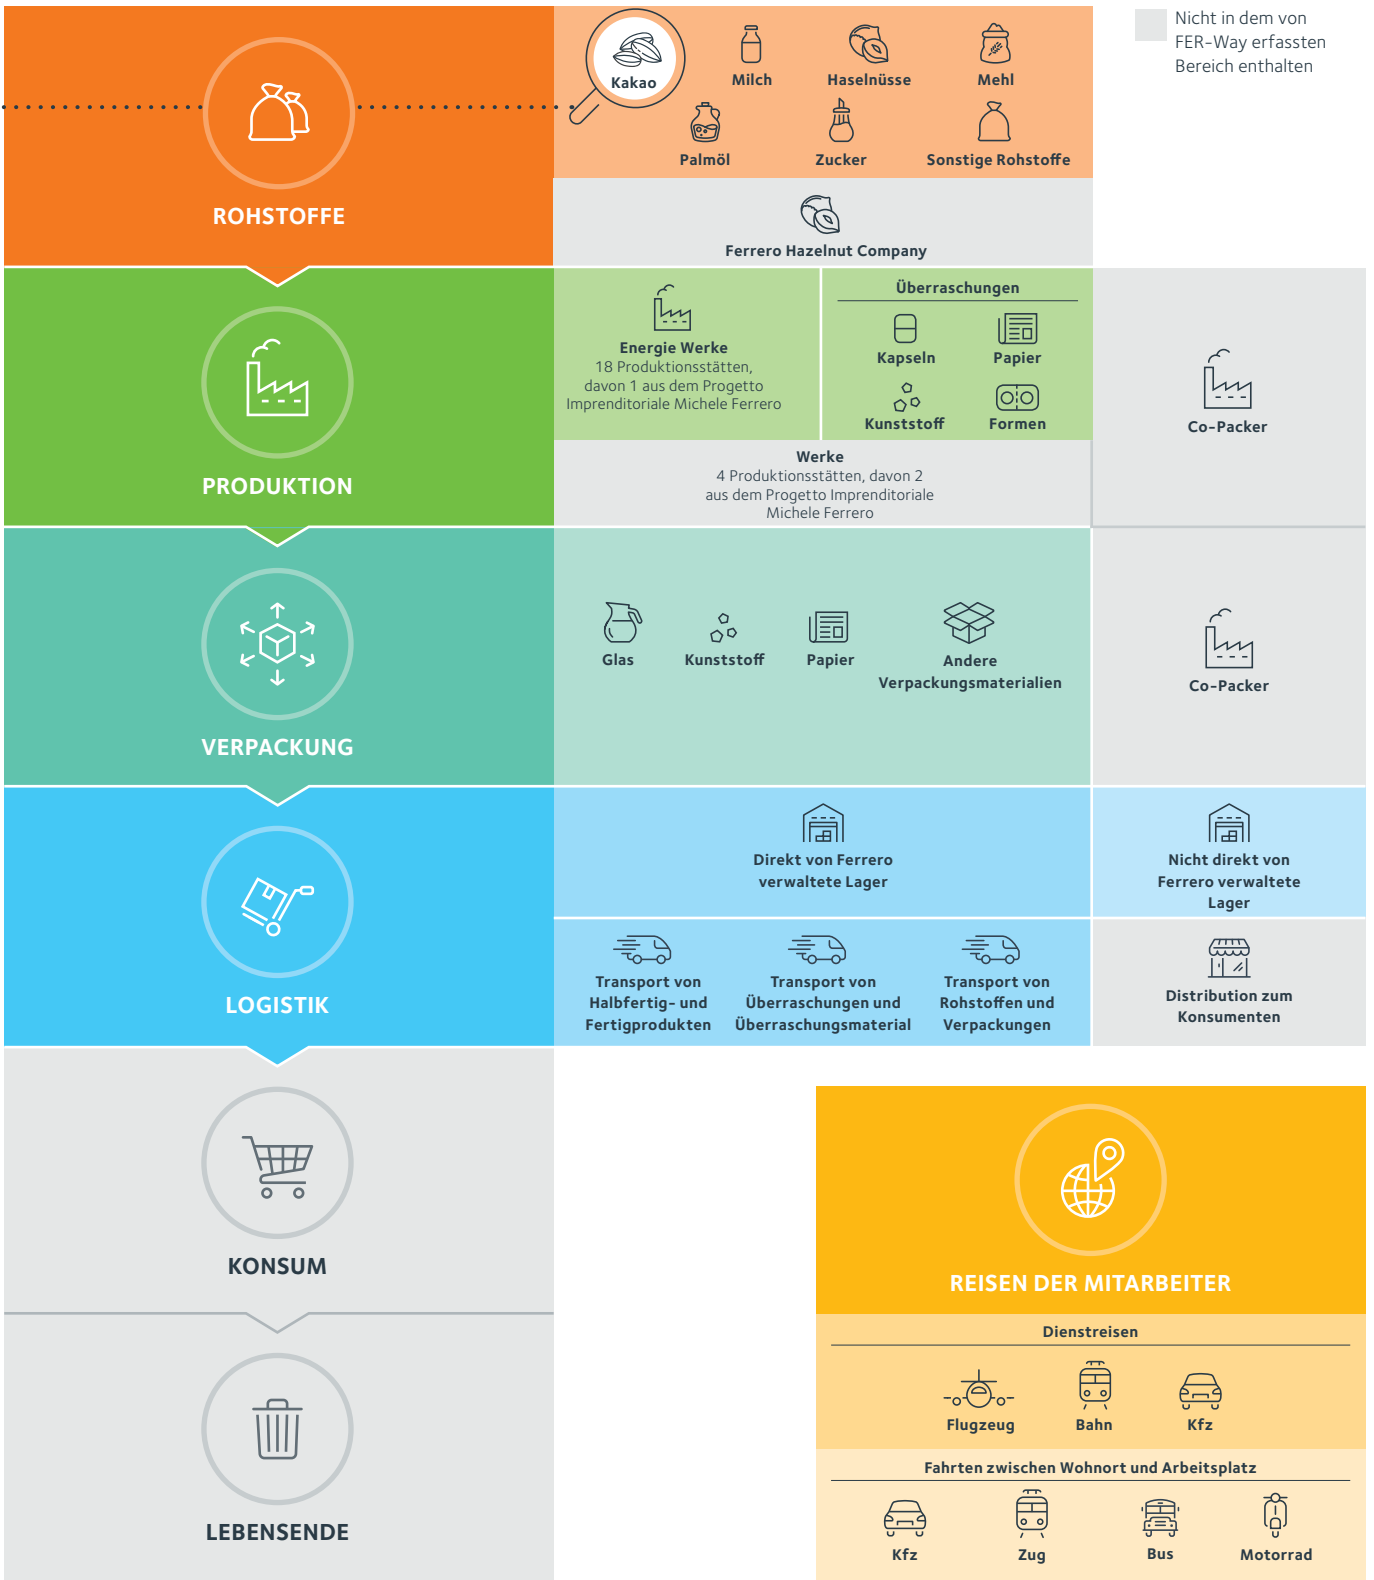 Nicht in dem von
FER-Way erfassten
Bereich enthalten
Kakao
Milch
Haselnüsse
Mehl
Palmöl
Zucker
Sonstige Rohstoffe
ROHSTOFFE
Ferrero Hazelnut Company
Energie Werke
18 Produktionsstätten,
davon 1 aus dem Progetto
Imprenditoriale Michele Ferrero
Überraschungen
Kapseln
Papier
Kunststoff
Formen
Co-Packer
PRODUKTION
Werke
4 Produktionsstätten, davon 2
aus dem Progetto Imprenditoriale
Michele Ferrero
Glas
Kunststoff
Papier
Andere
Verpackungsmaterialien
Co-Packer
VERPACKUNG
Direkt von Ferrero
verwaltete Lager
Nicht direkt von
Ferrero verwaltete
Lager
LOGISTIK
Transport von
Halbfertig- und
Fertigprodukten
Transport von
Überraschungen und
Überraschungsmaterial
Transport von
Rohstoffen und
Verpackungen
Distribution zum
Konsumenten
KONSUM
REISEN DER MITARBEITER
Dienstreisen
Flugzeug
Bahn
Kfz
LEBENSENDE
Fahrten zwischen Wohnort und Arbeitsplatz
Kfz
Zug
Bus
Motorrad